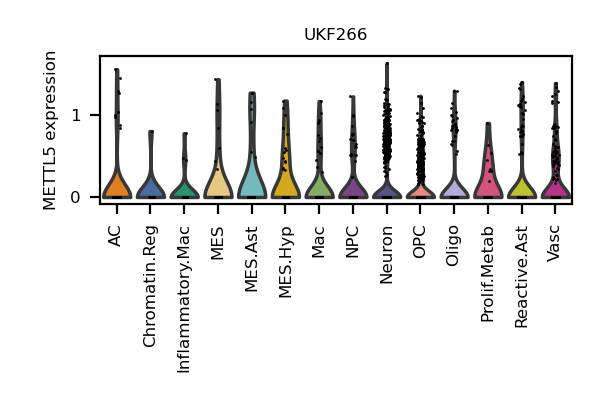 UKF266
METTL5 expression
1
0
AC
Chromatin.Reg
Inflammatory.Mac
MES
MES.Ast
MES.Hyp
Mac
NPC
Neuron
OPC
Oligo
Prolif.Metab
Reactive.Ast
Vasc